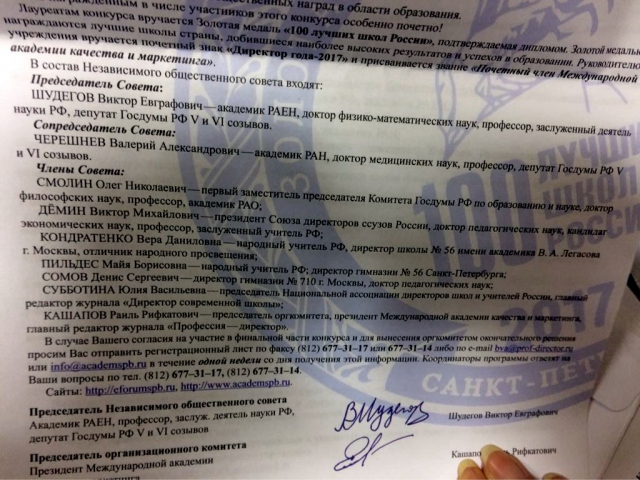 в числе участников этого конкурса особенно почетно!
Лауреатам конкурса вручается Золотая медаль «100 лучших школ России», подтверждаемая дипломом. Золотой медалью
награждаются лучшие школы страны, добившиеся наиболее высоких результатов и успехов в образовании. Руководителю
учреждения вручается почетный знак «Директор года-2017» и присваивается звание «Почетный член Международной
академии качества и маркетинга».
В состав Независимого общественного совета входят:
Председатель Совета:
ШУДЕГОВ Виктор Евграфович — академик РАЕН, доктор физико-математических наук, профессор, заслуженный деятель
науки РФ, депутат Госдумы РФ V и VI созывов.
Сопредседатель Совета:
ЧЕРЕШНЕВ Валерий Александрович — академик РАН, доктор медицинских наук, профессор, депутат Госдумы РФ V
и VI созывов.
Члены Совета:
СМОЛИН Олег Николаевич — первый заместитель председателя Комитета Госдумы РФ по образованию и науке, доктор
философских наук, профессор, академик РАО;
ДЁМИН Виктор Михайлович — президент Союза директоров ссузов России, доктор педагогических наук, кандидат
экономических наук, профессор, заслуженный учитель РФ;
КОНДРАТЕНКО Вера Даниловна — народный учитель РФ, директор школы № 56 имени академика В. А. Легасова
г. Москвы, отличник народного просвещения;
ПИЛЬДЕС Майя Борисовна — народный учитель РФ; директор гимназии № 56 Санкт-Петербурга;
СОМОВ Денис Сергеевич — директор гимназии № 710 г. Москвы, доктор педагогических наук;
СУББОТИНА Юлия Васильевна — председатель Национальной ассоциации директоров школ и учителей России, главный
редактор журнала «Директор современной школы»;
КАШАПОВ Раиль Рифкатович — председатель оргкомитета, президент Международной академии качества и маркетинга,
главный редактор журнала «Профессия — директор».
В случае Вашего согласия на участие в финальной части конкурса и для вынесения оргкомитетом окончательного решения
просим Вас отправить регистрационный лист по факсу (812) 677–31–17 или 677–31–14 либо по e-mail bva@prof-director.ru
или info@academspb.ru в течение одной недели со дня получения этой информации. Координаторы программы ответят на
Ваши вопросы по тел. (812) 677–31–17, (812) 677–31–14.
Сайты: http://eforumspb.ru, http://www.academspb.ru.
САНКТ-ПЕТЕ
Председатель Независимого общественного совета
Академик РАЕН, профессор, заслуж. деятель науки РФ,
депутат Госдумы РФ V и VI созывов
Шудегов Виктор Евграфович
Председатель организационного комитета
Президент Международной академии
Рифкатович